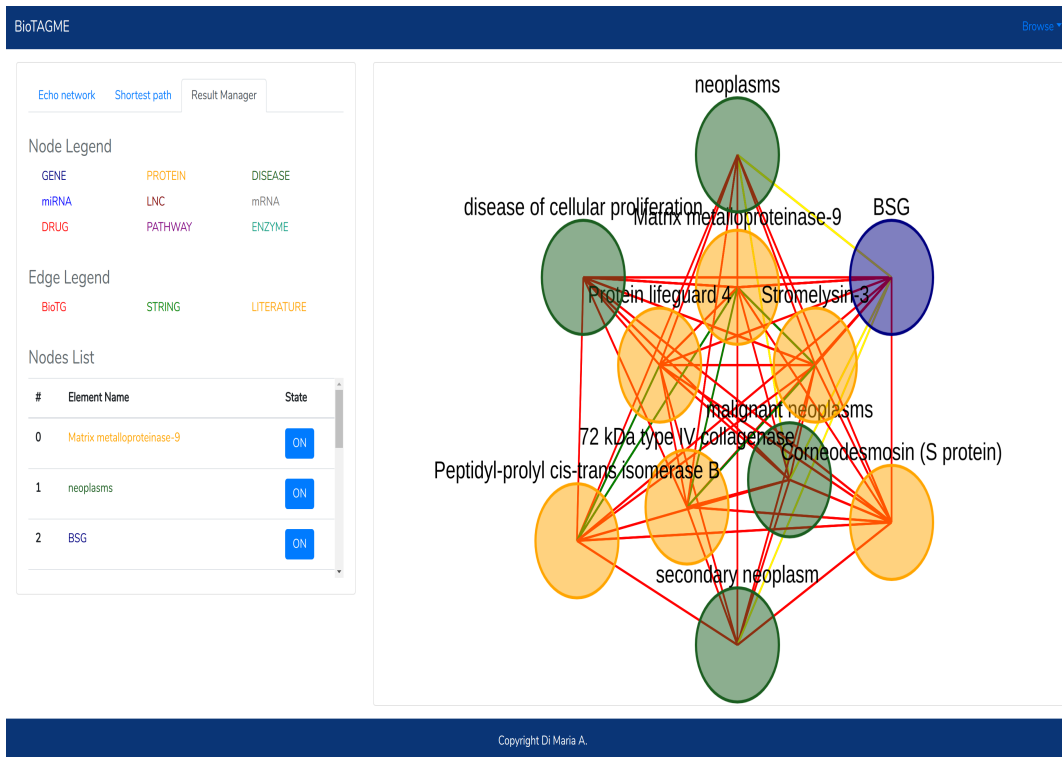 BioTAGME
Browse
Echo network
Shortest path
Result Manager
Node Legend
GENE PROTEIN DISEASE
miRNA LNC mRNA
DRUG PATHWAY ENZYME
Edge Legend
BioTG STRING LITERATURE
Nodes List
# Element Name State
0 Matrix metalloproteinase-9 ON
1 neoplasms ON
2 BSG ON
neoplasms
disease of cellular proliferation
Matrix metalloproteinase-9
BSG
Protein lifeguard 4
Stromelysin-3
malignant neoplasms
72 kDa type IV collagenase
Corneodesmosin (S protein)
Peptidyl-prolyl cis-trans isomerase B
secondary neoplasm
Copyright Di Maria A.